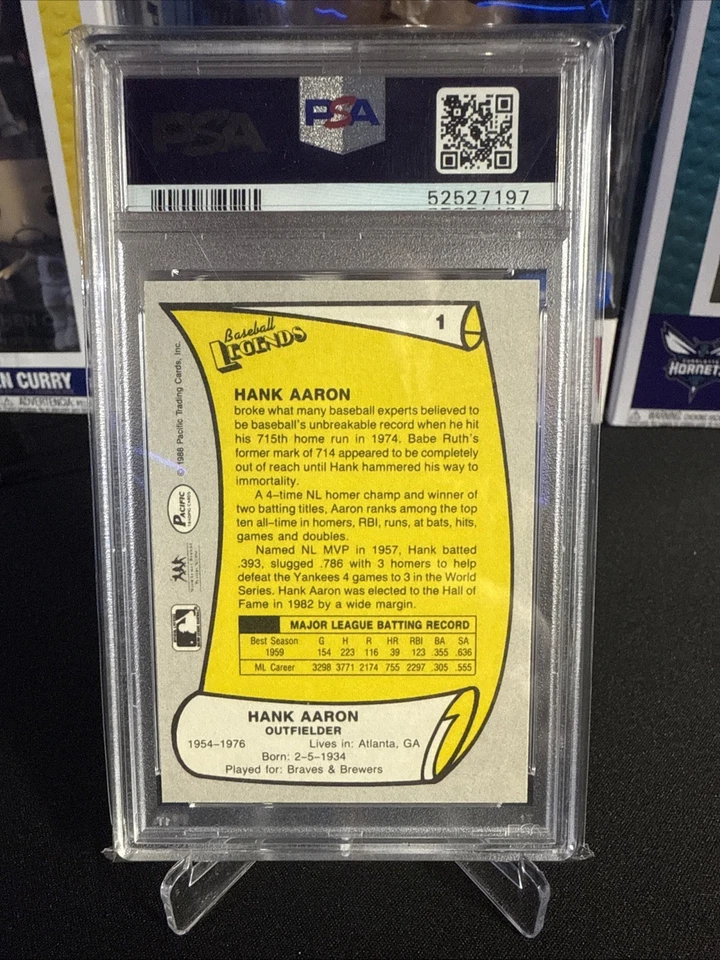 PSA
PSA
52527197
1
Baseball
LEGENDS
HANK AARON
broke what many baseball experts believed to
be baseball's unbreakable record when he hit
his 715th home run in 1974. Babe Ruth's
former mark of 714 appeared to be completely
out of reach until Hank hammered his way to
immortality.
A 4-time NL homer champ and winner of
two batting titles, Aaron ranks among the top
ten all-time in homers, RBI, runs, at bats, hits,
games and doubles.
Named NL MVP in 1957, Hank batted
.393, slugged .786 with 3 homers to help
defeat the Yankees 4 games to 3 in the World
Series. Hank Aaron was elected to the Hall of
Fame in 1982 by a wide margin.
MAJOR LEAGUE BATTING RECORD
Best Season G H R HR RBI BA SA
1959 154 223 116 39 123 .355 .636
ML Career 3298 3771 2174 755 2297 .305 .555
HANK AARON
OUTFIELDER
1954-1976 Lives in: Atlanta, GA
Born: 2-5-1934
Played for: Braves & Brewers
© 1988 Pacific Trading Cards, Inc.
PACIFIC
TRADING CARDS
N CURRY
ADVERTENCIA
HORNETS
WARNING